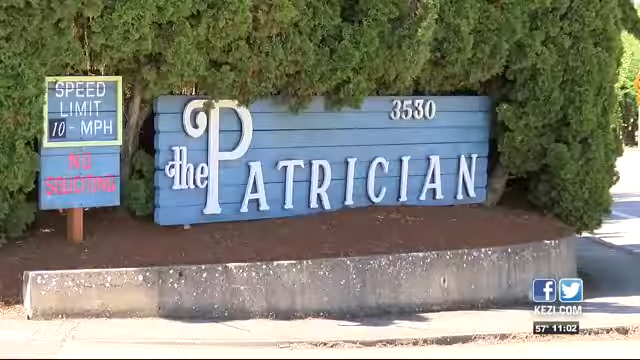 SPEED
LIMIT
10 - MPH
NO
SOLICITING
3530
the PATRICIAN
KEZI.COM
57° 11:02